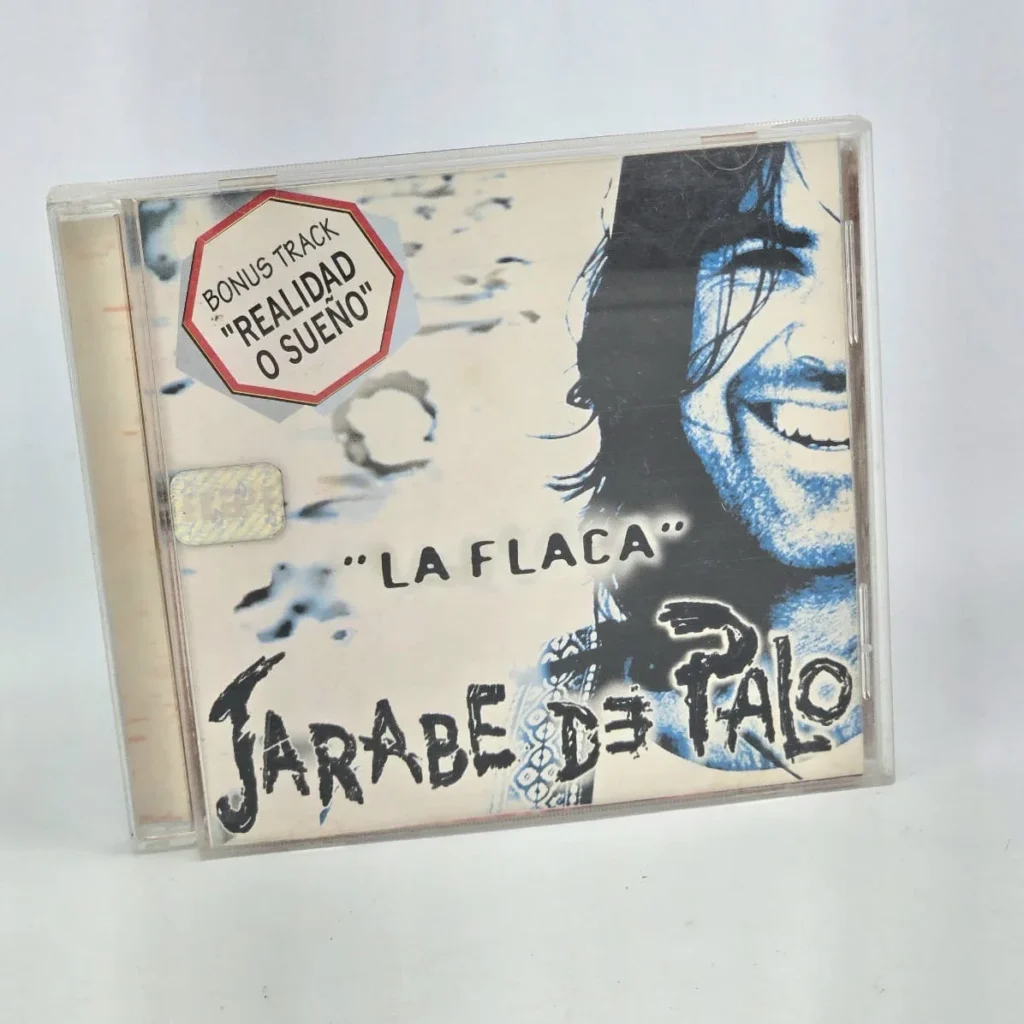 BONUS TRACK
"REALIDAD
O SUEÑO"
"LA FLACA"
JARABE DE PALO